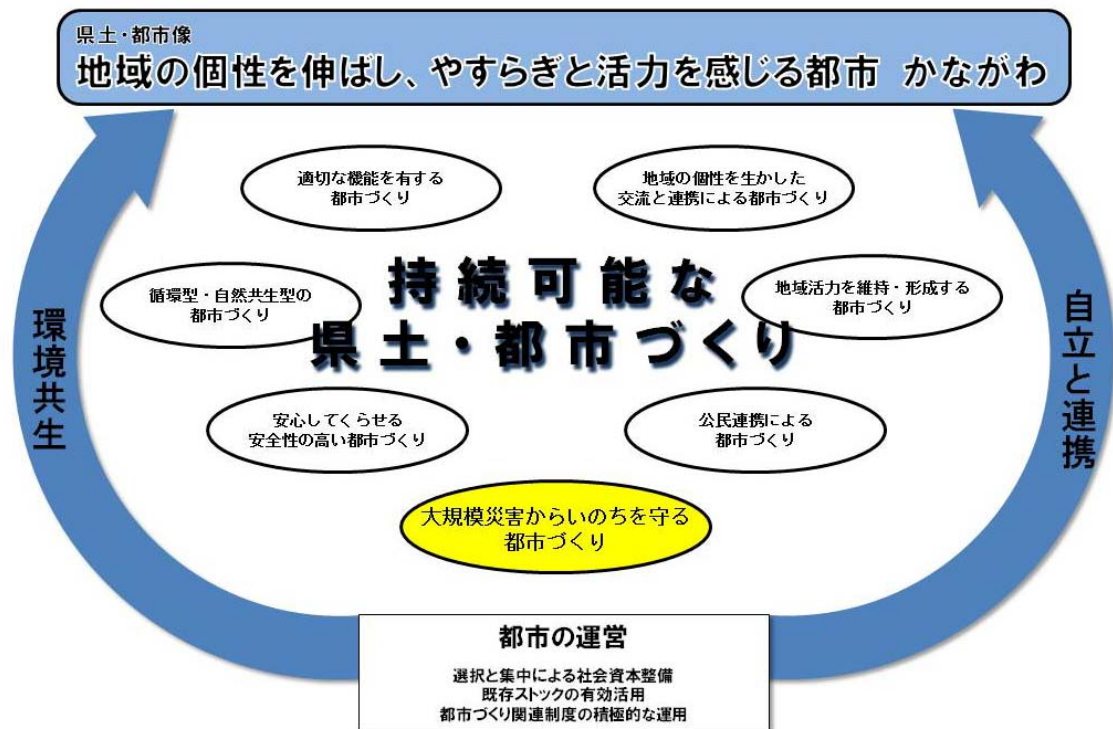 県土・都市像
地域の個性を伸ばし、やすらぎと活力を感じる都市 かながわ
適切な機能を有する
都市づくり
地域の個性を生かした
交流と連携による都市づくり
持続可能な
県土・都市づくり
循環型・自然共生型の
都市づくり
地域活力を維持・形成する
都市づくり
環境共生
自立と連携
安心してくらせる
安全性の高い都市づくり
公民連携による
都市づくり
大規模災害からいのちを守る
都市づくり
都市の運営
選択と集中による社会資本整備
既存ストックの有効活用
都市づくり関連制度の積極的な運用